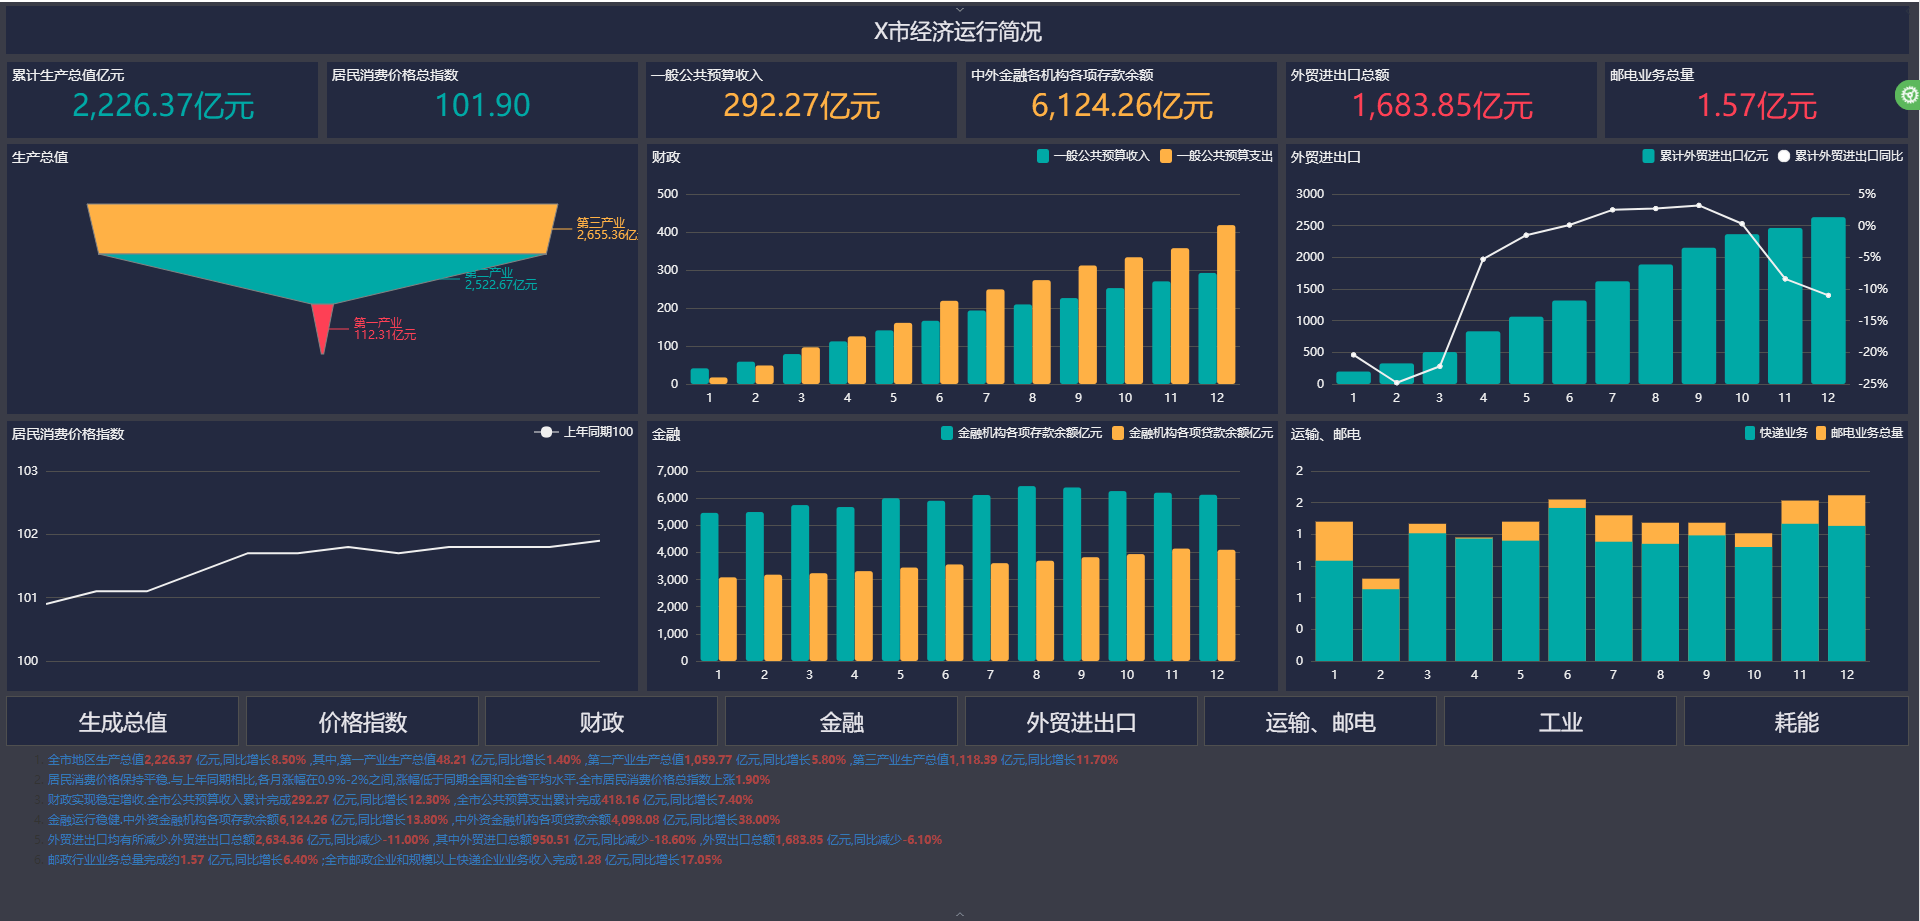 X市经济运行简况
累计生产总值亿元
2,226.37亿元
居民消费价格总指数
101.90
一般公共预算收入
292.27亿元
中外金融各机构各项存款余额
6,124.26亿元
外贸进出口总额
1,683.85亿元
邮电业务总量
1.57亿元
生产总值
第三产业
2,655.36亿
第二产业
2,522.67亿元
第一产业
112.31亿元
财政
一般公共预算收入 一般公共预算支出
500
400
300
200
100
0
1 2 3 4 5 6 7 8 9 10 11 12
外贸进出口
累计外贸进出口亿元 累计外贸进出口同比
3000 5%
2500 0%
2000 -5%
1500 -10%
1000 -15%
500 -20%
0 -25%
1 2 3 4 5 6 7 8 9 10 11 12
居民消费价格指数
上年同期100
103
102
101
100
金融
金融机构各项存款余额亿元 金融机构各项贷款余额亿元
7,000
6,000
5,000
4,000
3,000
2,000
1,000
0
1 2 3 4 5 6 7 8 9 10 11 12
运输、邮电
快递业务 邮电业务总量
2
2
1
1
1
0
0
1 2 3 4 5 6 7 8 9 10 11 12
生成总值 价格指数 财政 金融 外贸进出口 运输、邮电 工业 耗能
1. 全市地区生产总值2,226.37 亿元,同比增长8.50% ,其中,第一产业生产总值48.21 亿元,同比增长1.40% ,第二产业生产总值1,059.77 亿元,同比增长5.80% ,第三产业生产总值1,118.39 亿元,同比增长11.70%
2. 居民消费价格保持平稳.与上年同期相比,各月涨幅在0.9%-2%之间,涨幅低于同期全国和全省平均水平.全市居民消费价格总指数上涨1.90%
3. 财政实现稳定增收.全市公共预算收入累计完成292.27 亿元,同比增长12.30% ,全市公共预算支出累计完成418.16 亿元,同比增长7.40%
4. 金融运行稳健.中外资金融机构各项存款余额6,124.26 亿元,同比增长13.80% ,中外资金融机构各项贷款余额4,098.08 亿元,同比增长38.00%
5. 外贸进出口均有所减少.外贸进出口总额2,634.36 亿元,同比减少-11.00% ,其中外贸进口总额950.51 亿元,同比减少-18.60% ,外贸出口总额1,683.85 亿元,同比减少-6.10%
6. 邮政行业业务总量完成约1.57 亿元,同比增长6.40% ;全市邮政企业和规模以上快递企业业务收入完成1.28 亿元,同比增长17.05%